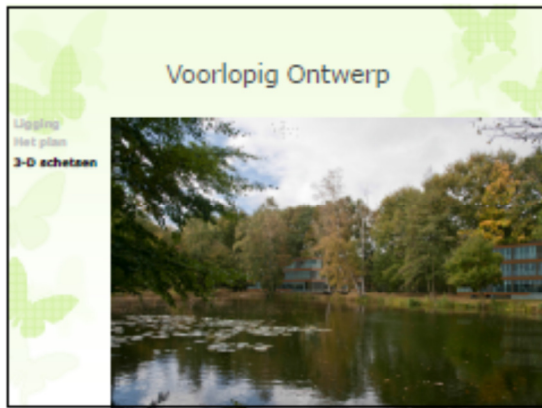 Voorlopig Ontwerp
Ligging
Het plan
3-D schetsen